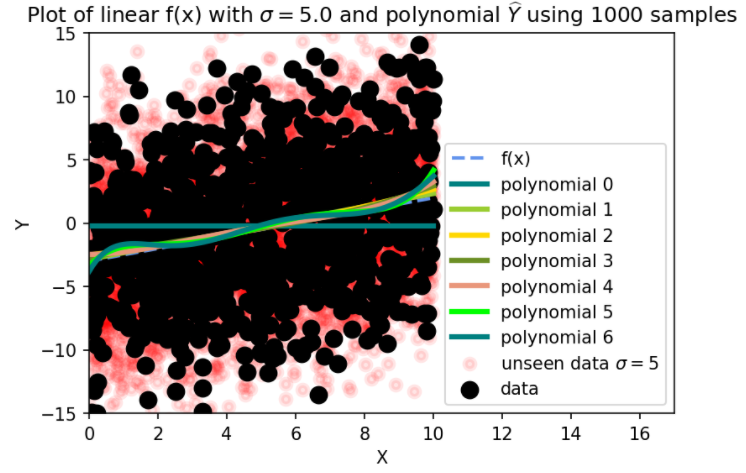 Plot of linear f(x) with σ = 5.0 and polynomial Ŷ using 1000 samples
15
10
5
0
−5
−10
−15
Y
0
2
4
6
8
10
12
14
16
X
f(x)
polynomial 0
polynomial 1
polynomial 2
polynomial 3
polynomial 4
polynomial 5
polynomial 6
unseen data σ = 5
data